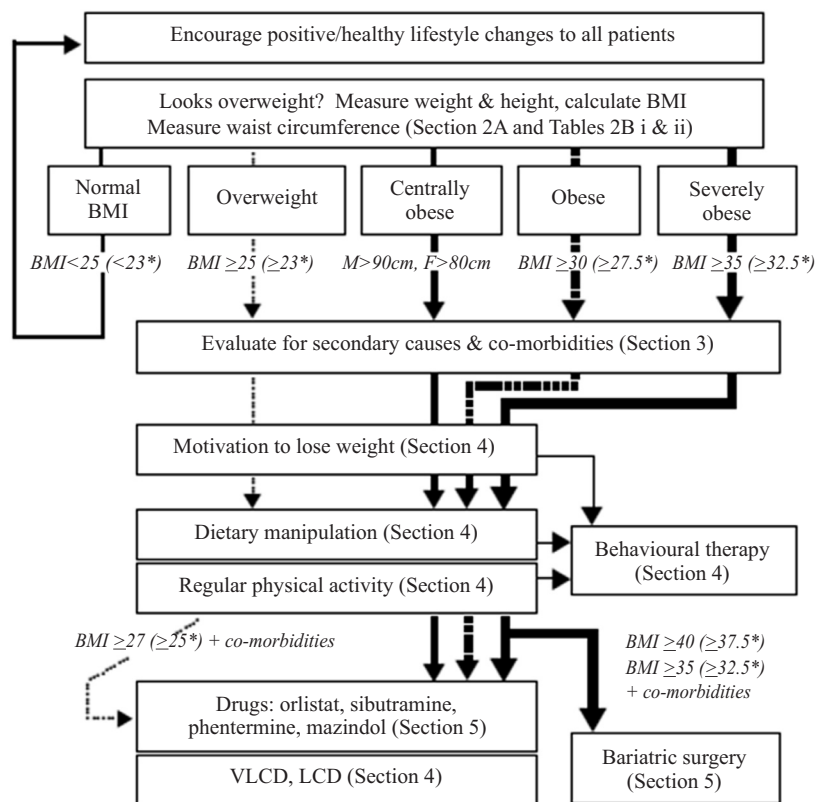 Encourage positive/healthy lifestyle changes to all patients
Looks overweight? Measure weight & height, calculate BMI
Measure waist circumference (Section 2A and Tables 2B i & ii)
Normal
BMI
Overweight
Centrally
obese
Obese
Severely
obese
BMI<25 (<23*)
BMI ≥25 (≥23*)
M>90cm, F>80cm
BMI ≥30 (≥27.5*)
BMI ≥35 (≥32.5*)
Evaluate for secondary causes & co-morbidities (Section 3)
Motivation to lose weight (Section 4)
Dietary manipulation (Section 4)
Regular physical activity (Section 4)
Behavioural therapy
(Section 4)
BMI ≥27 (≥25*) + co-morbidities
BMI ≥40 (≥37.5*)
BMI ≥35 (≥32.5*)
+ co-morbidities
Drugs: orlistat, sibutramine,
phentermine, mazindol (Section 5)
VLCD, LCD (Section 4)
Bariatric surgery
(Section 5)